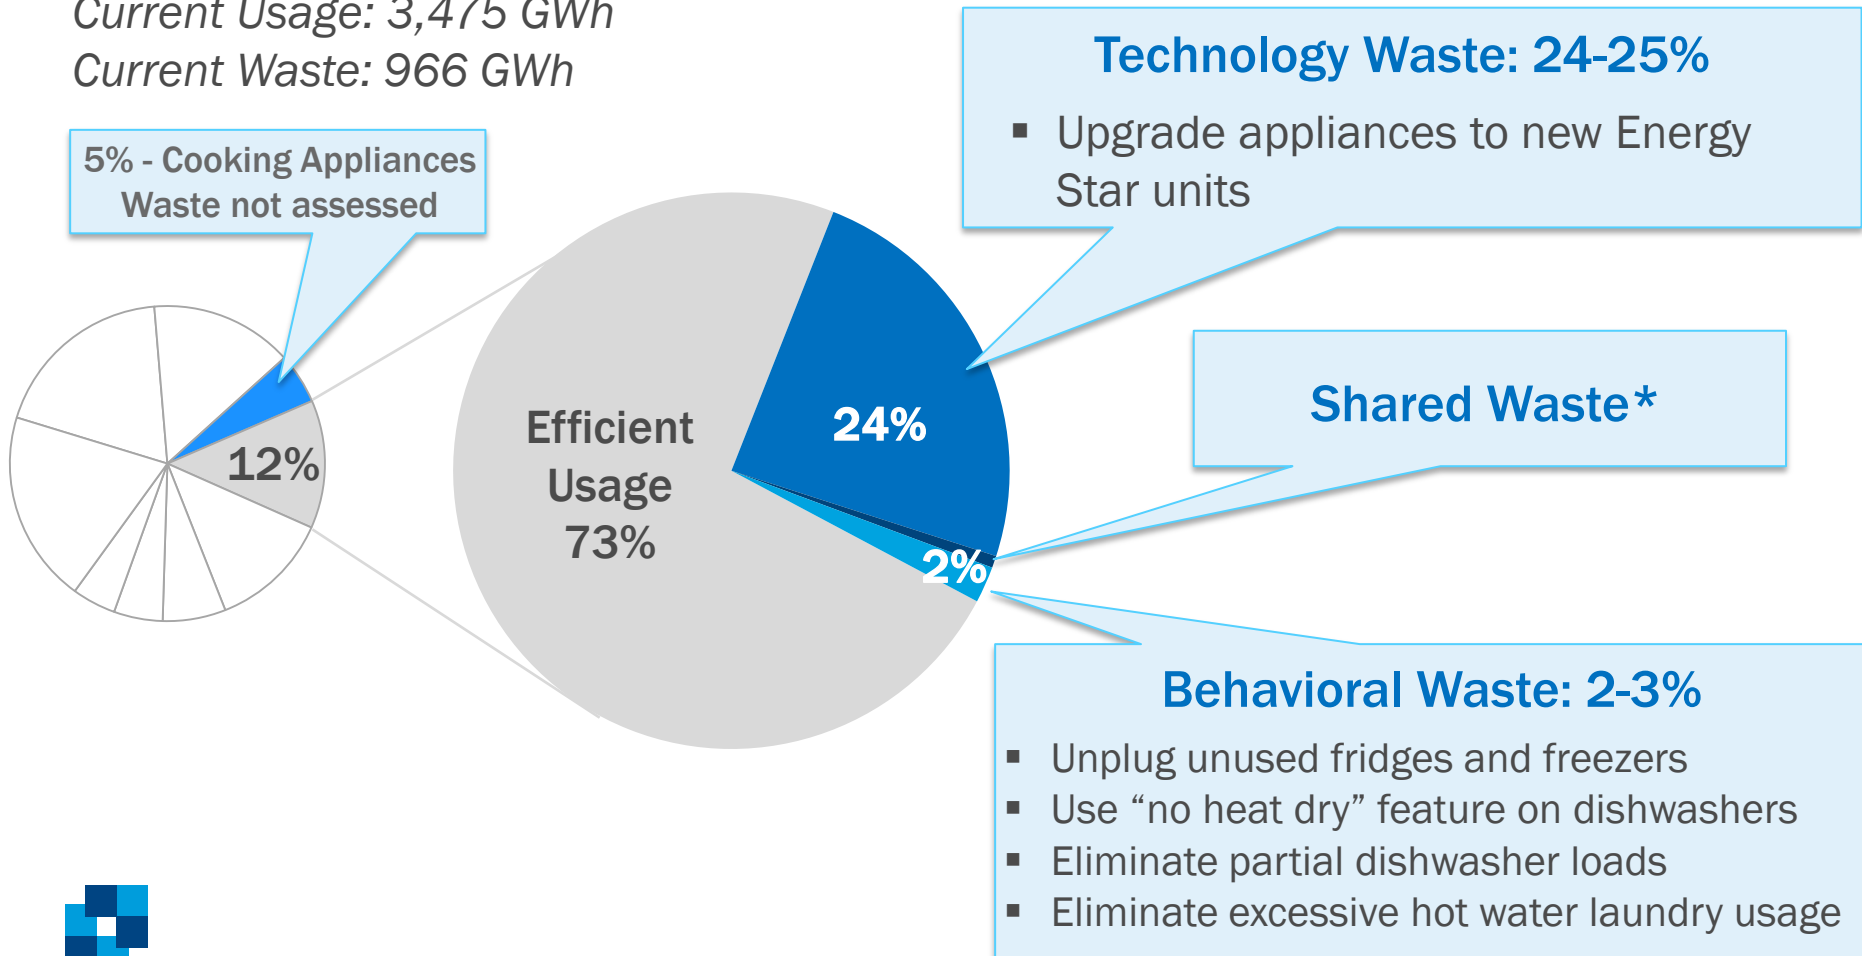 Current Usage: 3,475 GWh
Current Waste: 966 GWh
5% - Cooking Appliances
Waste not assessed
12%
Efficient
Usage
73%
24%
2%
Technology Waste: 24-25%
▪ Upgrade appliances to new Energy
Star units
Shared Waste*
Behavioral Waste: 2-3%
▪ Unplug unused fridges and freezers
▪ Use “no heat dry” feature on dishwashers
▪ Eliminate partial dishwasher loads
▪ Eliminate excessive hot water laundry usage